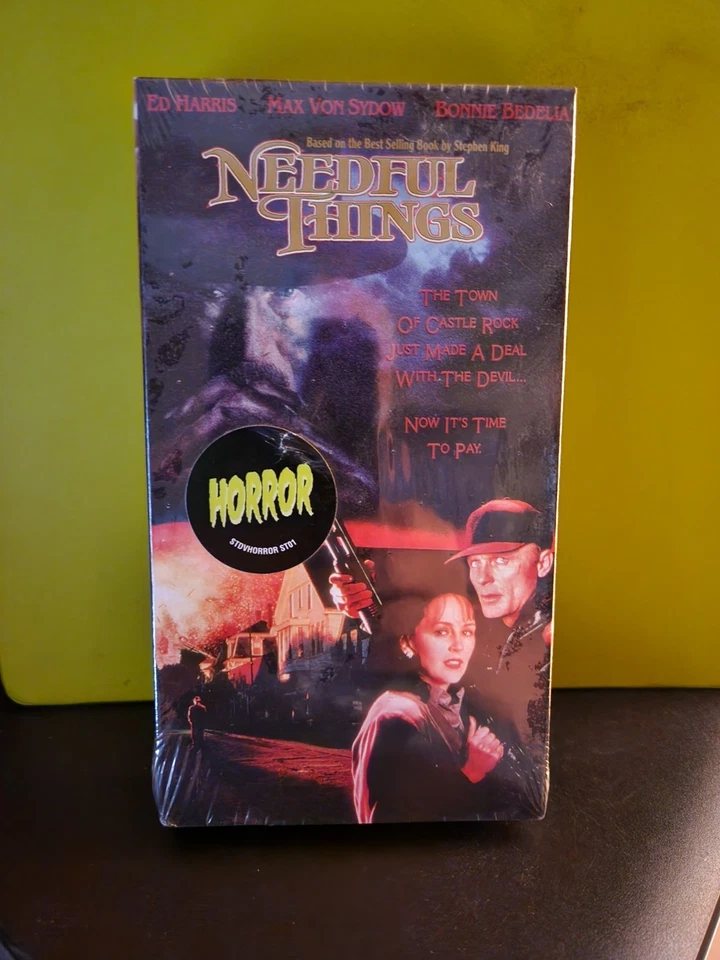 ED HARRIS MAX VON SYDOW BONNIE BEDELIA
Based on the Best Selling Book by Stephen King
NEEDFUL
THINGS
THE TOWN
OF CASTLE ROCK
JUST MADE A DEAL
WITH THE DEVIL...
NOW IT'S TIME
TO PAY.
HORROR
STDVHORROR ST01